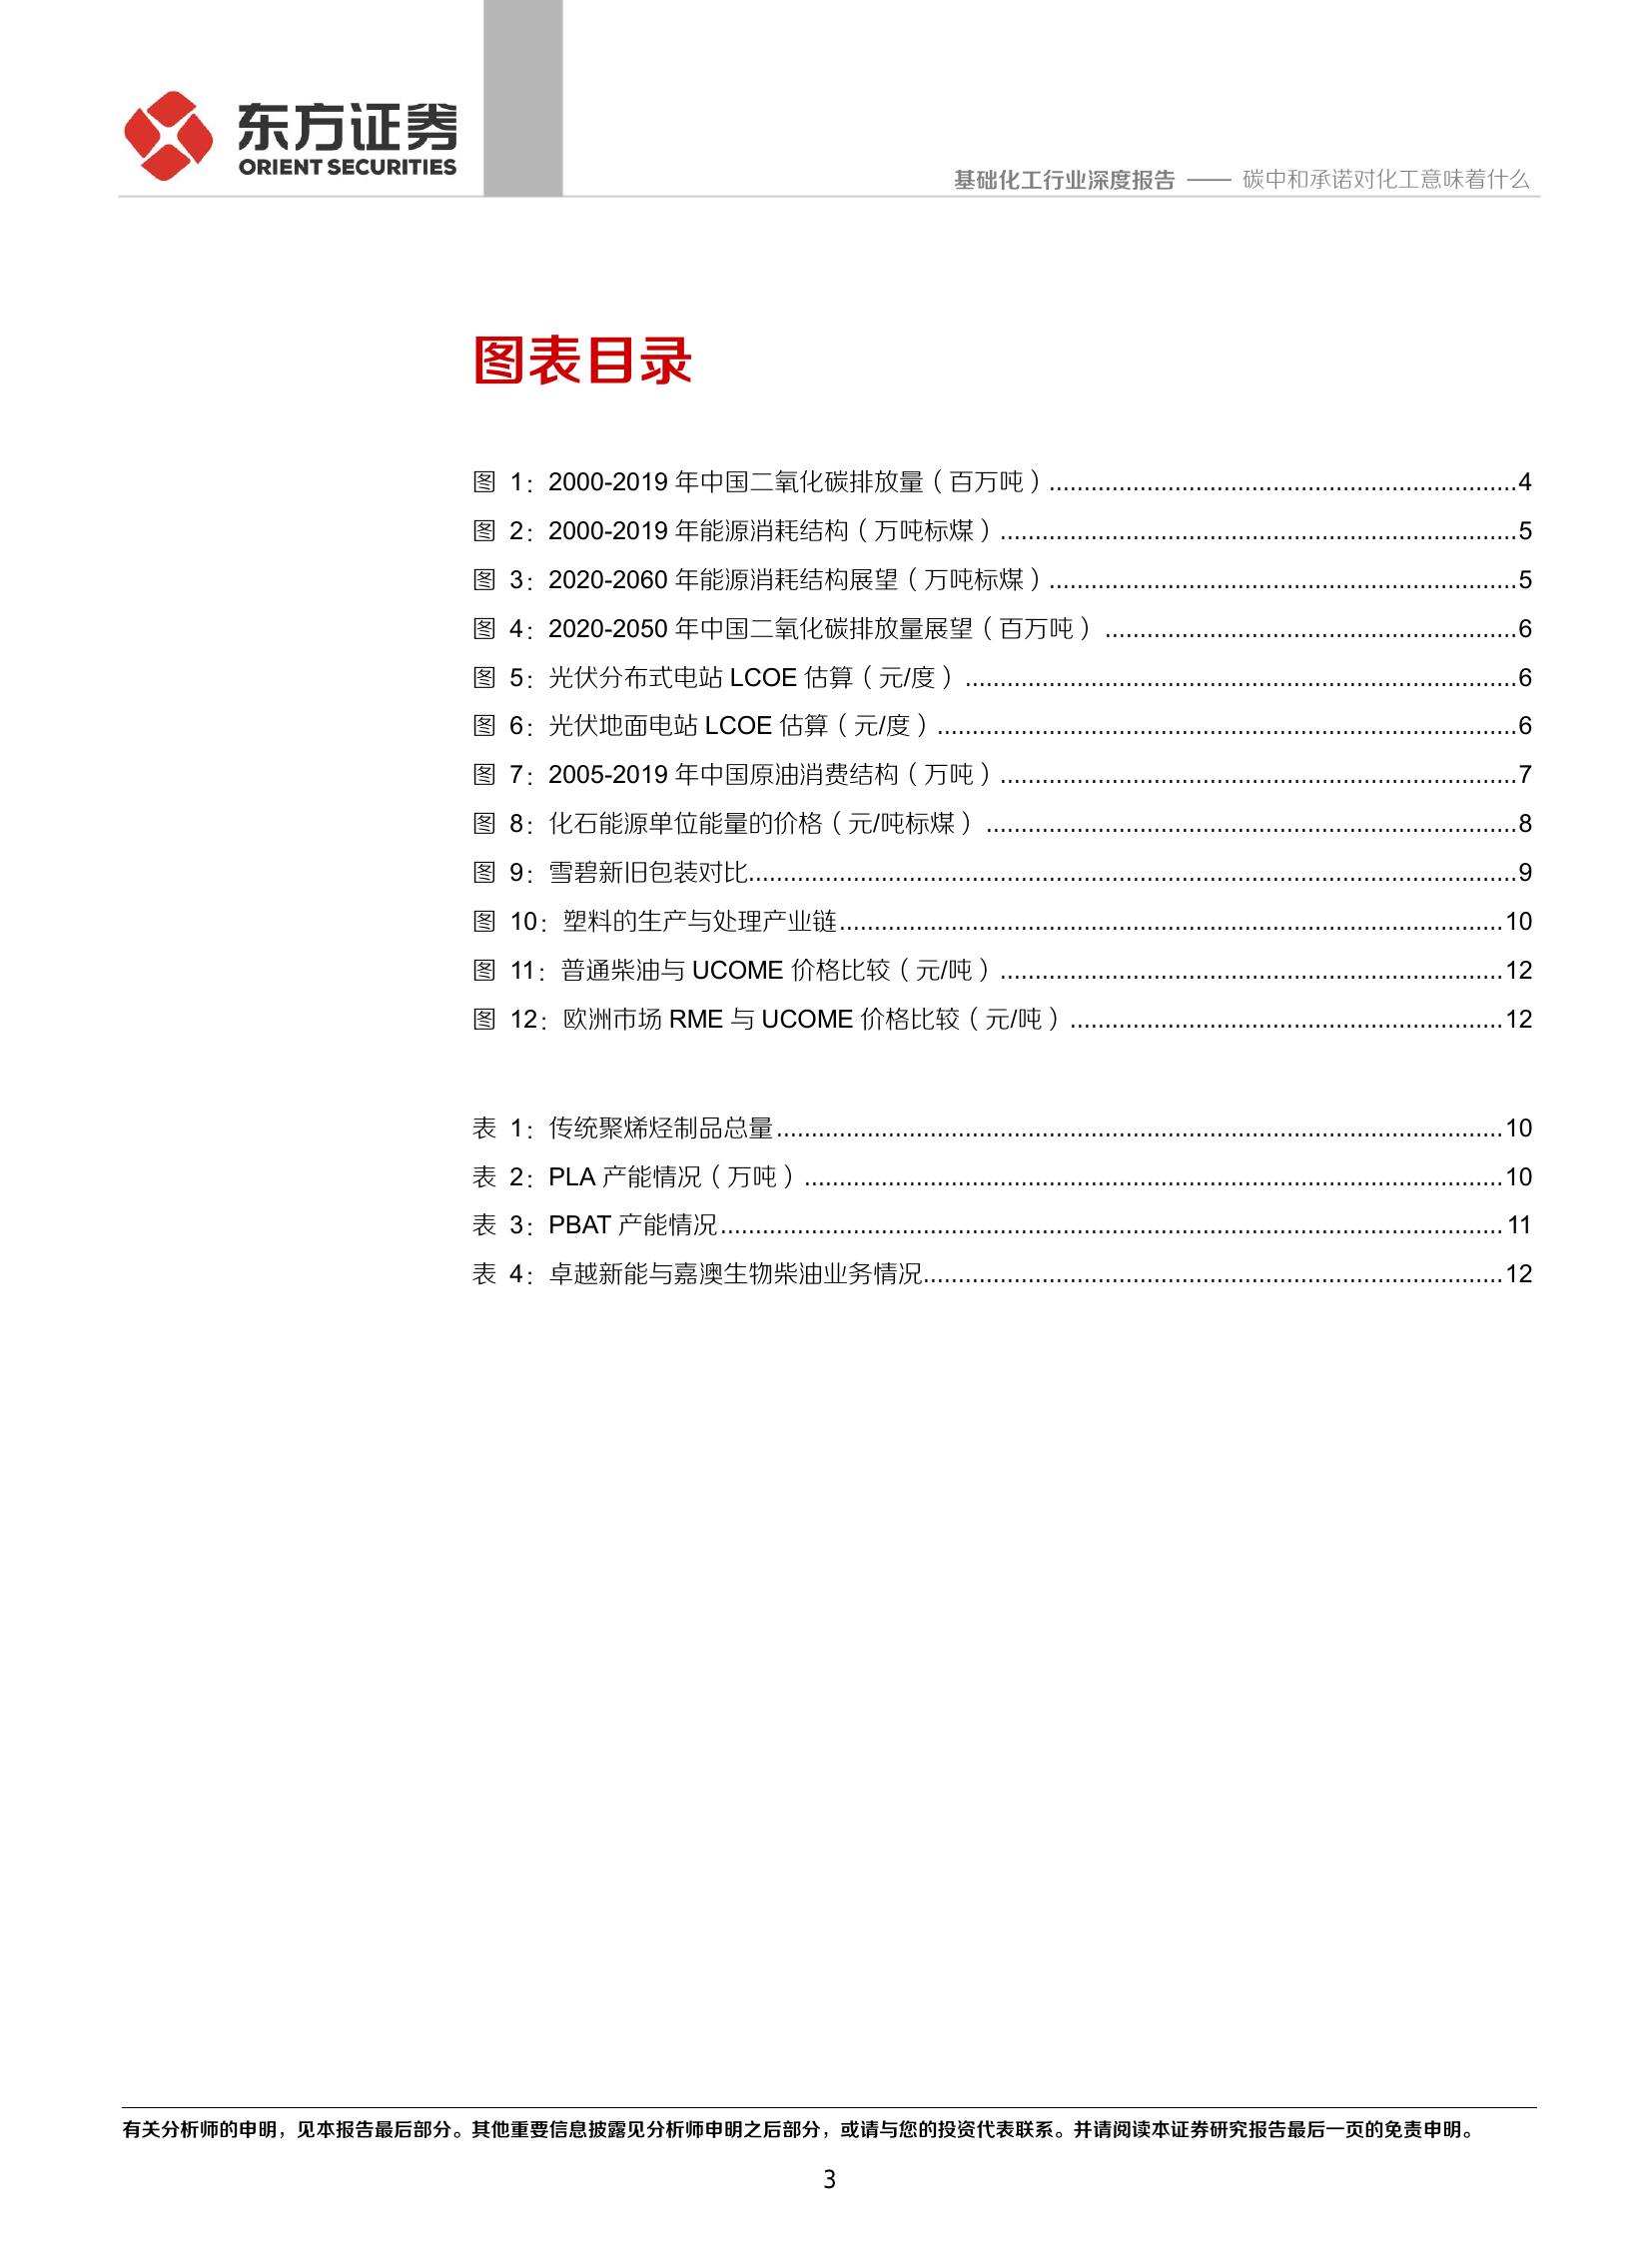 东方证券
ORIENT SECURITIES
基础化工行业深度报告 —— 碳中和承诺对化工意味着什么
图表目录
图 1：2000-2019 年中国二氧化碳排放量（百万吨）....................4
图 2：2000-2019 年能源消耗结构（万吨标煤）....................5
图 3：2020-2060 年能源消耗结构展望（万吨标煤）....................5
图 4：2020-2050 年中国二氧化碳排放量展望（百万吨）....................6
图 5：光伏分布式电站 LCOE 估算（元/度）....................6
图 6：光伏地面电站 LCOE 估算（元/度）....................6
图 7：2005-2019 年中国原油消费结构（万吨）....................7
图 8：化石能源单位能量的价格（元/吨标煤）....................8
图 9：雪碧新旧包装对比....................9
图 10：塑料的生产与处理产业链....................10
图 11：普通柴油与 UCOME 价格比较（元/吨）....................12
图 12：欧洲市场 RME 与 UCOME 价格比较（元/吨）....................12
表 1：传统聚烯烃制品总量....................10
表 2：PLA 产能情况（万吨）....................10
表 3：PBAT 产能情况....................11
表 4：卓越新能与嘉澳生物柴油业务情况....................12
有关分析师的申明，见本报告最后部分。其他重要信息披露见分析师申明之后部分，或请与您的投资代表联系。并请阅读本证券研究报告最后一页的免责申明。
3